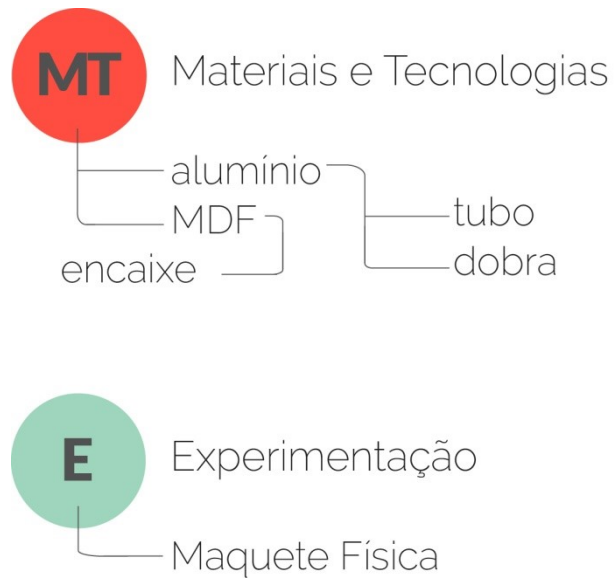 MT Materiais e Tecnologias
alumínio
MDF
tubo
encaixe
dobra
E Experimentação
Maquete Física